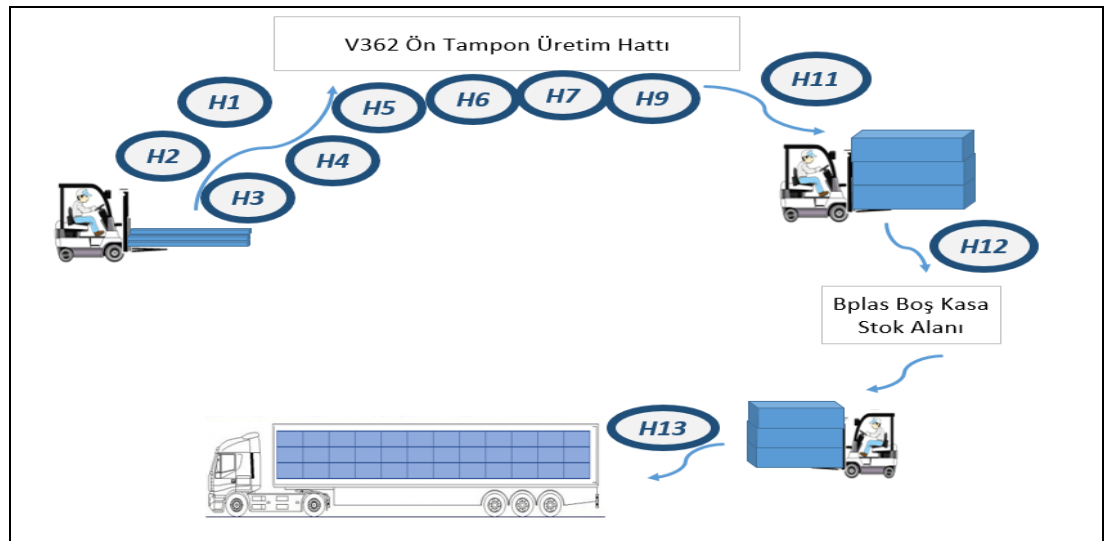 V362 Ön Tampon Üretim Hattı
H1
H2
H3
H4
H5
H6
H7
H9
H11
H12
Bplas Boş Kasa
Stok Alanı
H13